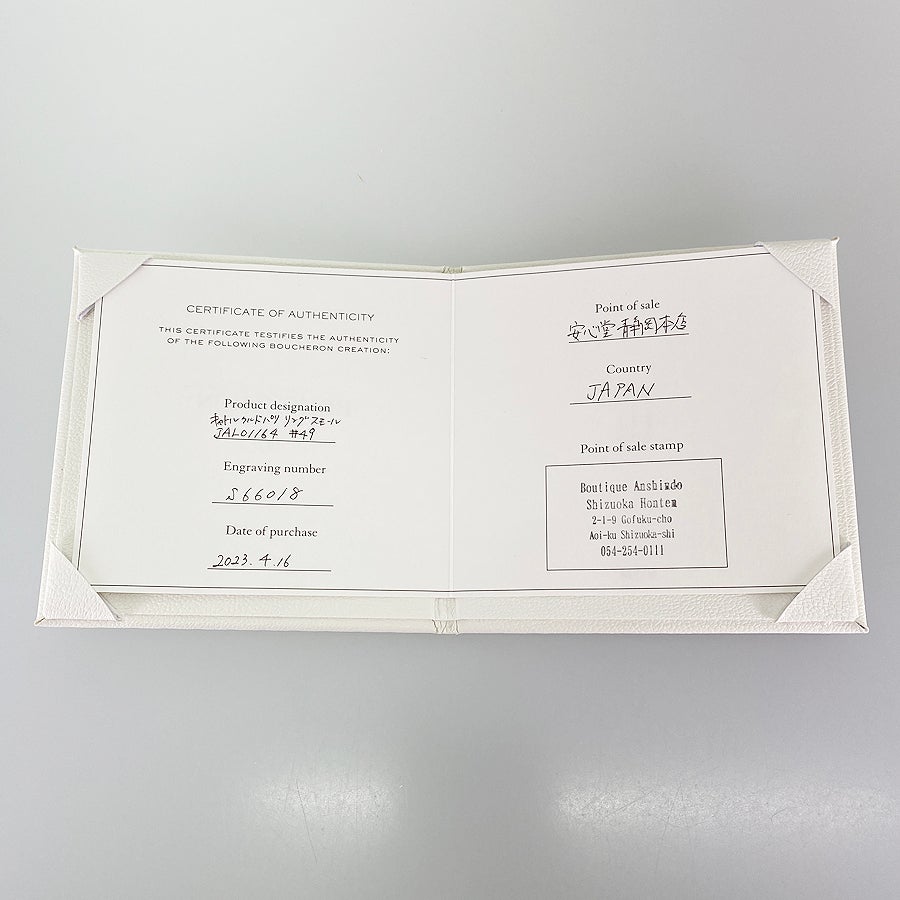 CERTIFICATE OF AUTHENTICITY
THIS CERTIFICATE TESTIFIES THE AUTHENTICITY
OF THE FOLLOWING BOUCHERON CREATION:
Product designation
キャトル クル ド パリ リング スモール
JAL01164 #49
Engraving number
S66018
Date of purchase
2023. 4. 16
Point of sale
安心堂 静岡本店
Country
JAPAN
Point of sale stamp
Boutique Anshindo
Shizuoka Honten
2-1-9 Gofuku-cho
Aoi-ku Shizuoka-shi
054-254-0111